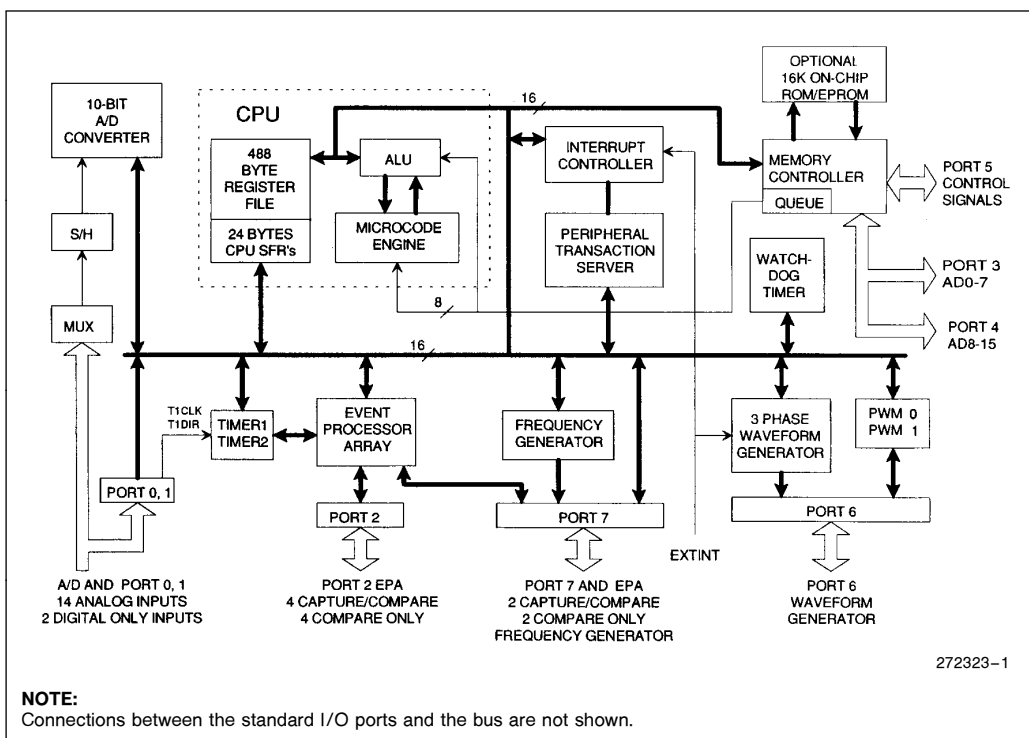 10-BIT
A/D
CONVERTER
S/H
MUX
CPU
488
BYTE
REGISTER
FILE
24 BYTES
CPU SFR's
ALU
MICROCODE
ENGINE
8
16
16
INTERRUPT
CONTROLLER
PERIPHERAL
TRANSACTION
SERVER
OPTIONAL
16K ON-CHIP
ROM/EPROM
MEMORY
CONTROLLER
QUEUE
WATCH-
DOG
TIMER
PORT 5
CONTROL
SIGNALS
PORT 3
AD0-7
PORT 4
AD8-15
T1CLK
T1DIR
TIMER1
TIMER2
EVENT
PROCESSOR
ARRAY
FREQUENCY
GENERATOR
3 PHASE
WAVEFORM
GENERATOR
PWM 0
PWM 1
PORT 0, 1
PORT 2
PORT 7
PORT 6
EXTINT
A/D AND PORT 0, 1
14 ANALOG INPUTS
2 DIGITAL ONLY INPUTS
PORT 2 EPA
4 CAPTURE/COMPARE
4 COMPARE ONLY
PORT 7 AND EPA
2 CAPTURE/COMPARE
2 COMPARE ONLY
FREQUENCY GENERATOR
PORT 6
WAVEFORM
GENERATOR
272323-1
NOTE:
Connections between the standard I/O ports and the bus are not shown.